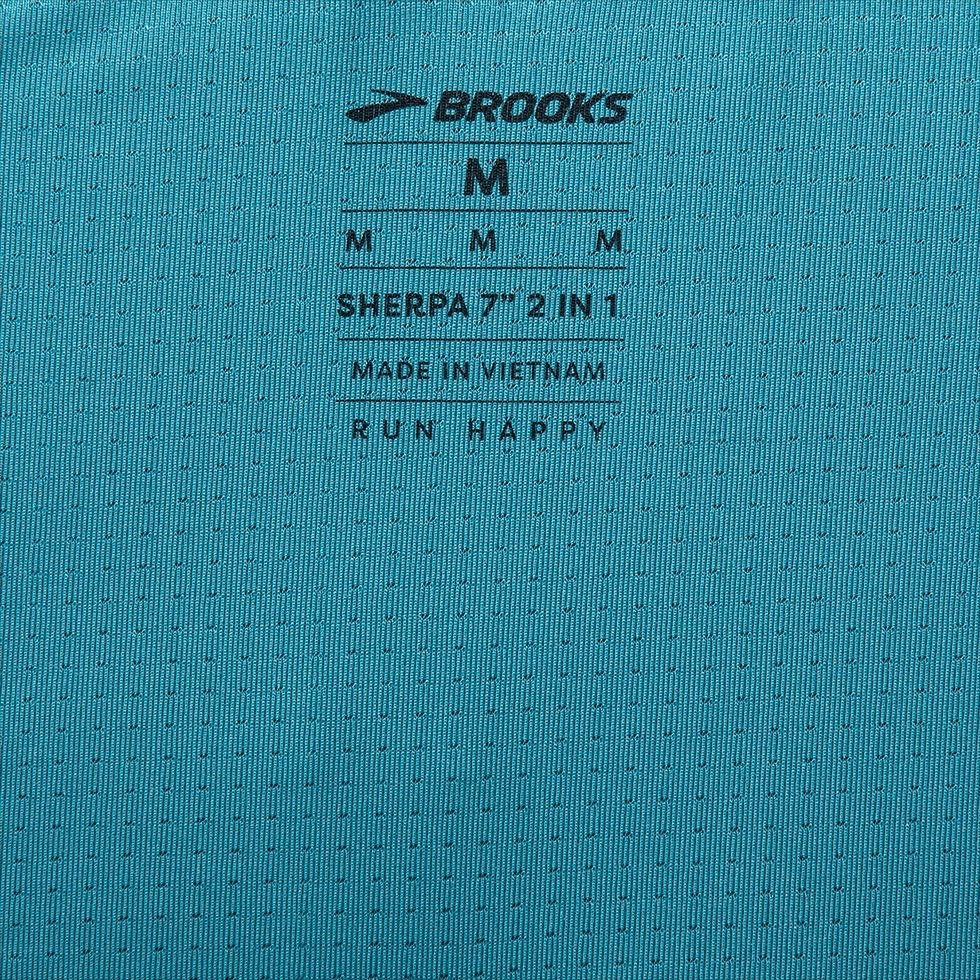 BROOKS
M
M M M
SHERPA 7" 2 IN 1
MADE IN VIETNAM
RUN HAPPY